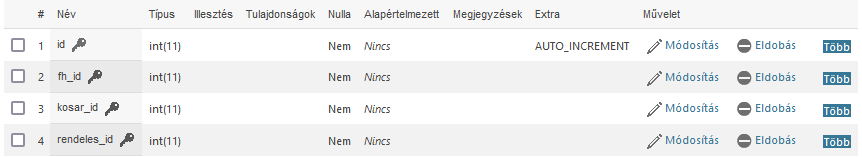 # Név Típus Illesztés Tulajdonságok Nulla Alapértelmezett Megjegyzések Extra Művelet
1 id int(11) Nem Nincs AUTO_INCREMENT Módosítás Eldobás Több
2 fh_id int(11) Nem Nincs Módosítás Eldobás Több
3 kosar_id int(11) Nem Nincs Módosítás Eldobás Több
4 rendeles_id int(11) Nem Nincs Módosítás Eldobás Több